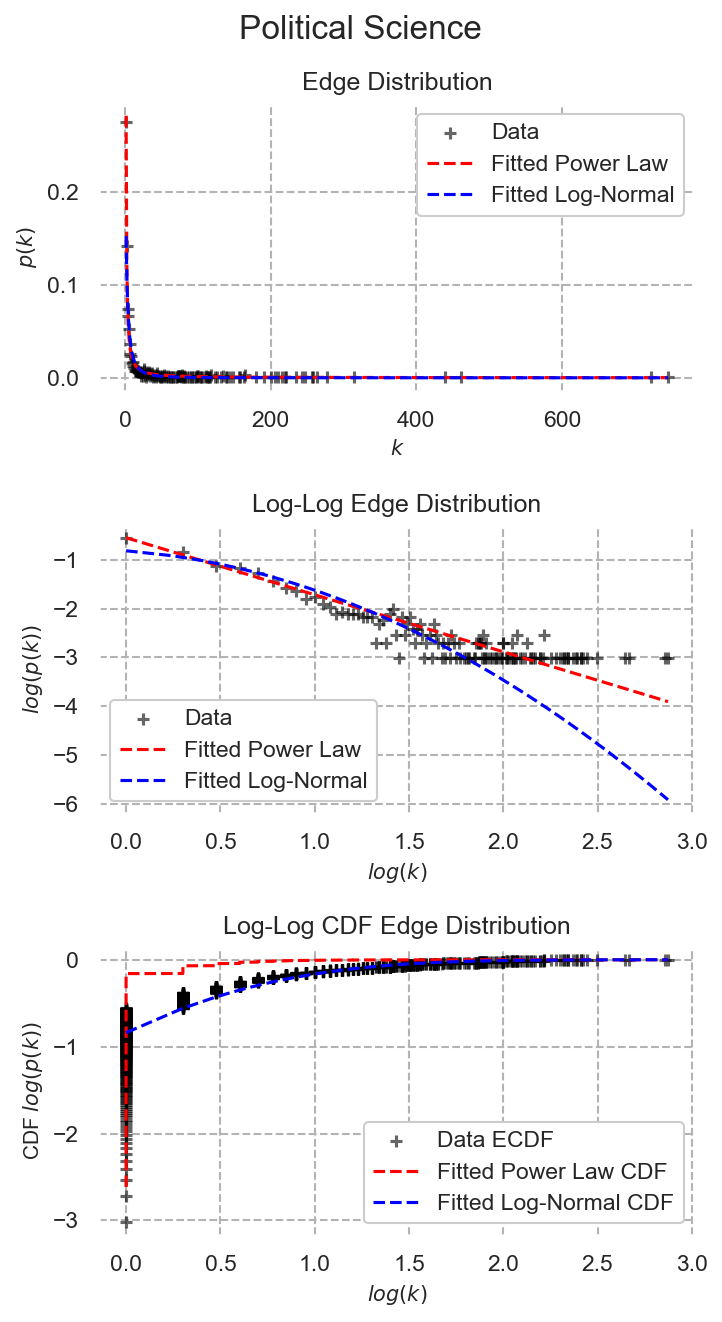 Political Science
Edge Distribution
Data
Fitted Power Law
Fitted Log-Normal
p(k)
0.2
0.1
0.0
0 200 400 600
k
Log-Log Edge Distribution
log(p(k))
−1
−2
−3
−4
−5
−6
Data
Fitted Power Law
Fitted Log-Normal
0.0 0.5 1.0 1.5 2.0 2.5 3.0
log(k)
Log-Log CDF Edge Distribution
CDF log(p(k))
0
−1
−2
−3
Data ECDF
Fitted Power Law CDF
Fitted Log-Normal CDF
0.0 0.5 1.0 1.5 2.0 2.5 3.0
log(k)